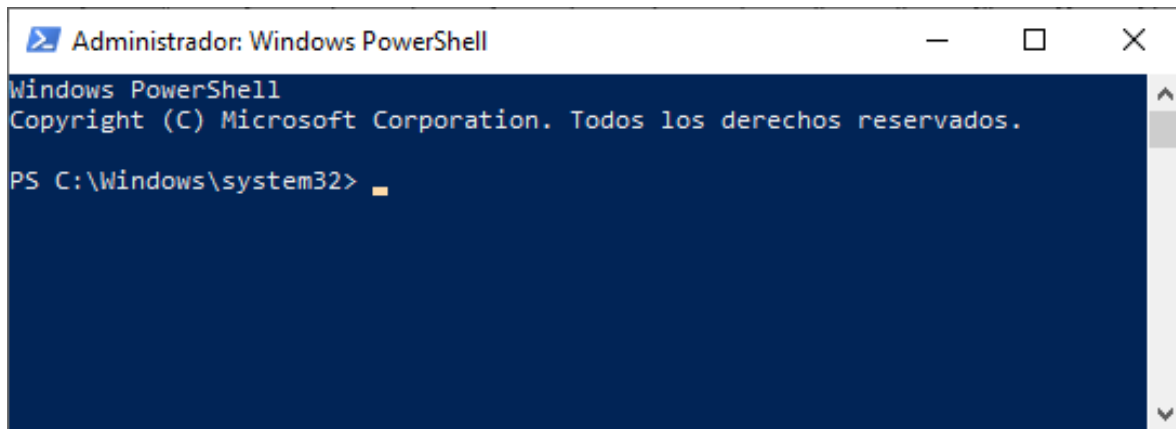 Administrador: Windows PowerShell
Windows PowerShell
Copyright (C) Microsoft Corporation. Todos los derechos reservados.
PS C:\Windows\system32>